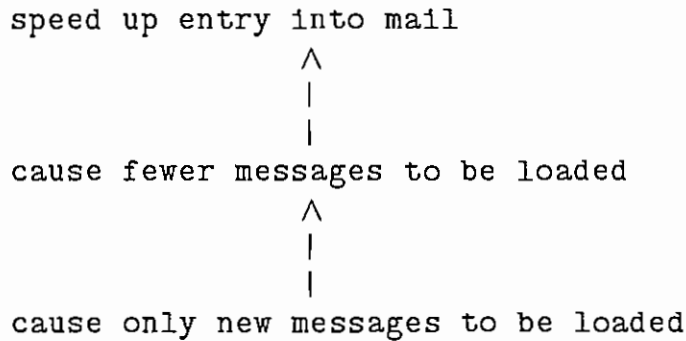 speed up entry into mail
^
|
|
cause fewer messages to be loaded
^
|
|
cause only new messages to be loaded